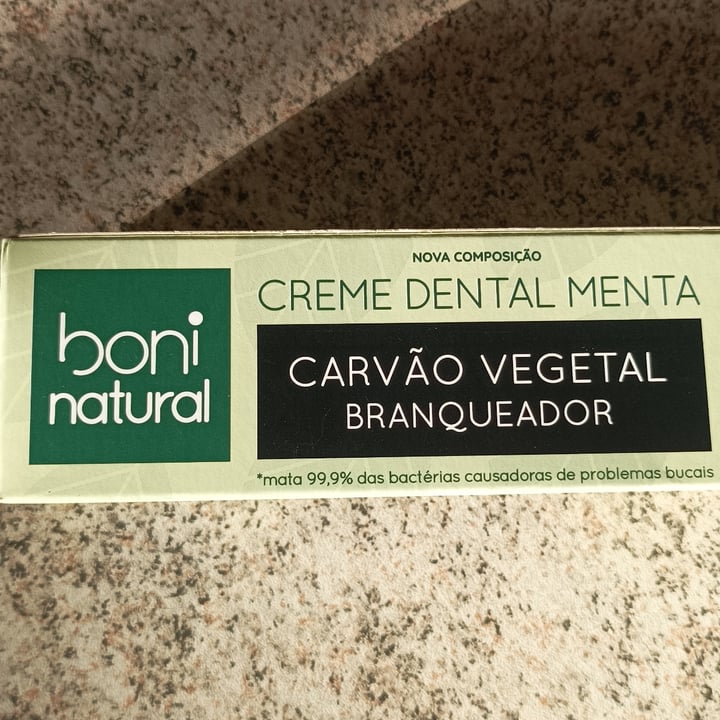 boni
natural
NOVA COMPOSIÇÃO
CREME DENTAL MENTA
CARVÃO VEGETAL
BRANQUEADOR
*mata 99,9% das bactérias causadoras de problemas bucais